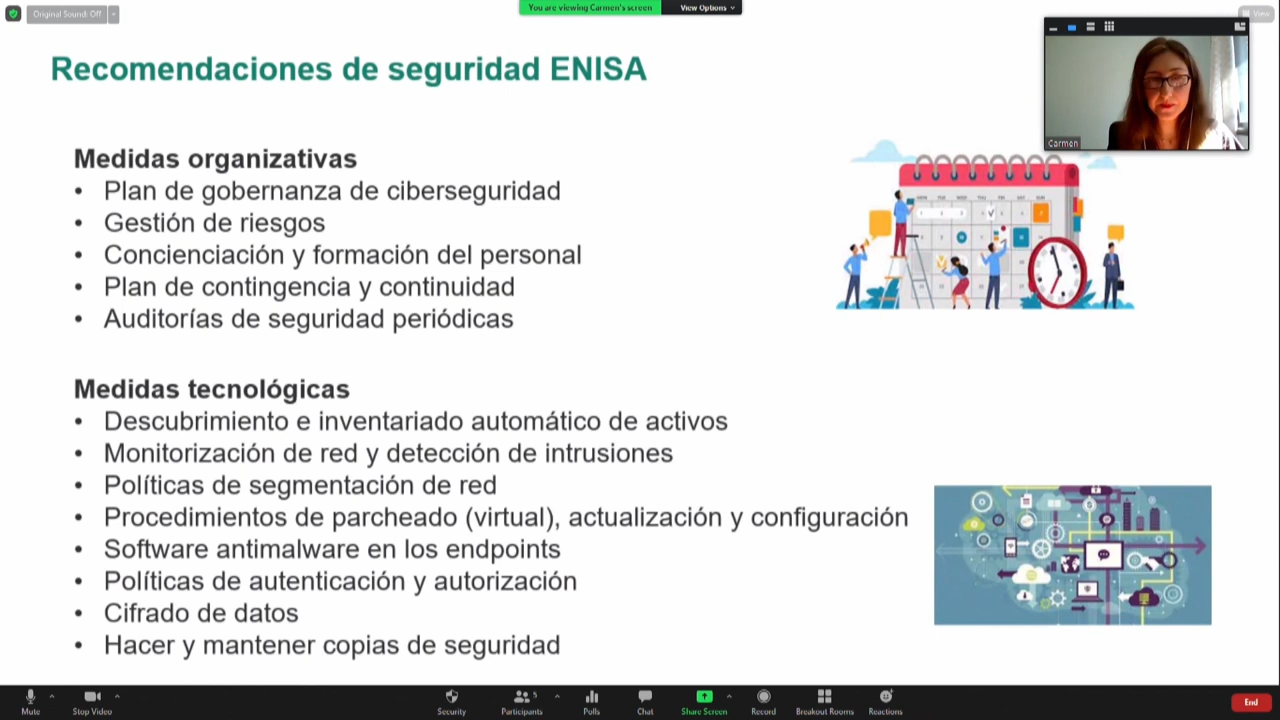 Original Sound: Off
You are viewing Carmen's screen
View Options
View
Recomendaciones de seguridad ENISA
Carmen
Medidas organizativas
• Plan de gobernanza de ciberseguridad
• Gestión de riesgos
• Concienciación y formación del personal
• Plan de contingencia y continuidad
• Auditorías de seguridad periódicas
Medidas tecnológicas
• Descubrimiento e inventariado automático de activos
• Monitorización de red y detección de intrusiones
• Políticas de segmentación de red
• Procedimientos de parcheado (virtual), actualización y configuración
• Software antimalware en los endpoints
• Políticas de autenticación y autorización
• Cifrado de datos
• Hacer y mantener copias de seguridad
Mute
Stop Video
Security
Participants
5
Polls
Chat
Share Screen
Record
Breakout Rooms
Reactions
End